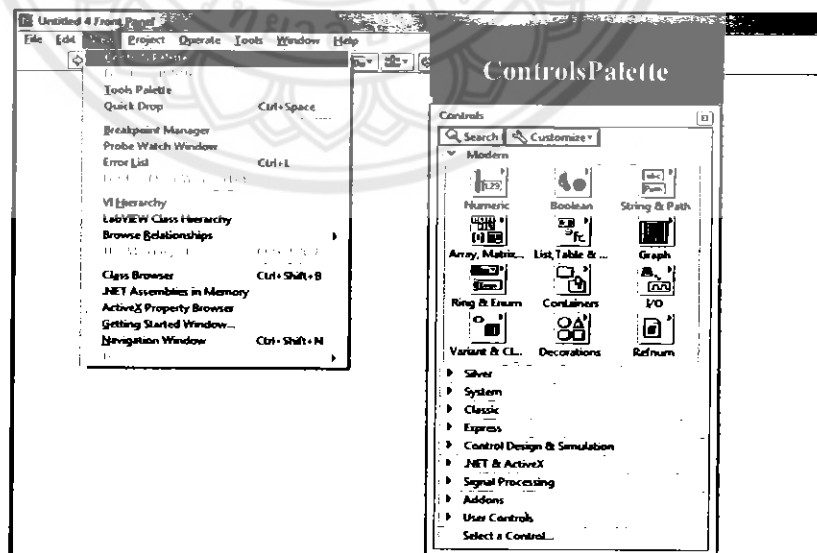 Untitled 4 Front Panel
File Edit View Project Operate Tools Window Help
Controls Palette
Tools Palette
Quick Drop Ctrl+Space
Breakpoint Manager
Probe Watch Window
Error List Ctrl+L
VI Hierarchy
LabVIEW Class Hierarchy
Browse Relationships
Class Browser Ctrl+Shift+B
.NET Assemblies in Memory
ActiveX Property Browser
Getting Started Window...
Navigation Window Ctrl+Shift+N
ControlsPalette
Controls
Search Customize
Modern
Numeric Boolean String & Path
Array, Matrix... List, Table & ... Graph
Ring & Enum Containers I/O
Variant & Cl... Decorations Refnum
Silver
System
Classic
Express
Control Design & Simulation
.NET & ActiveX
Signal Processing
Addons
User Controls
Select a Control...